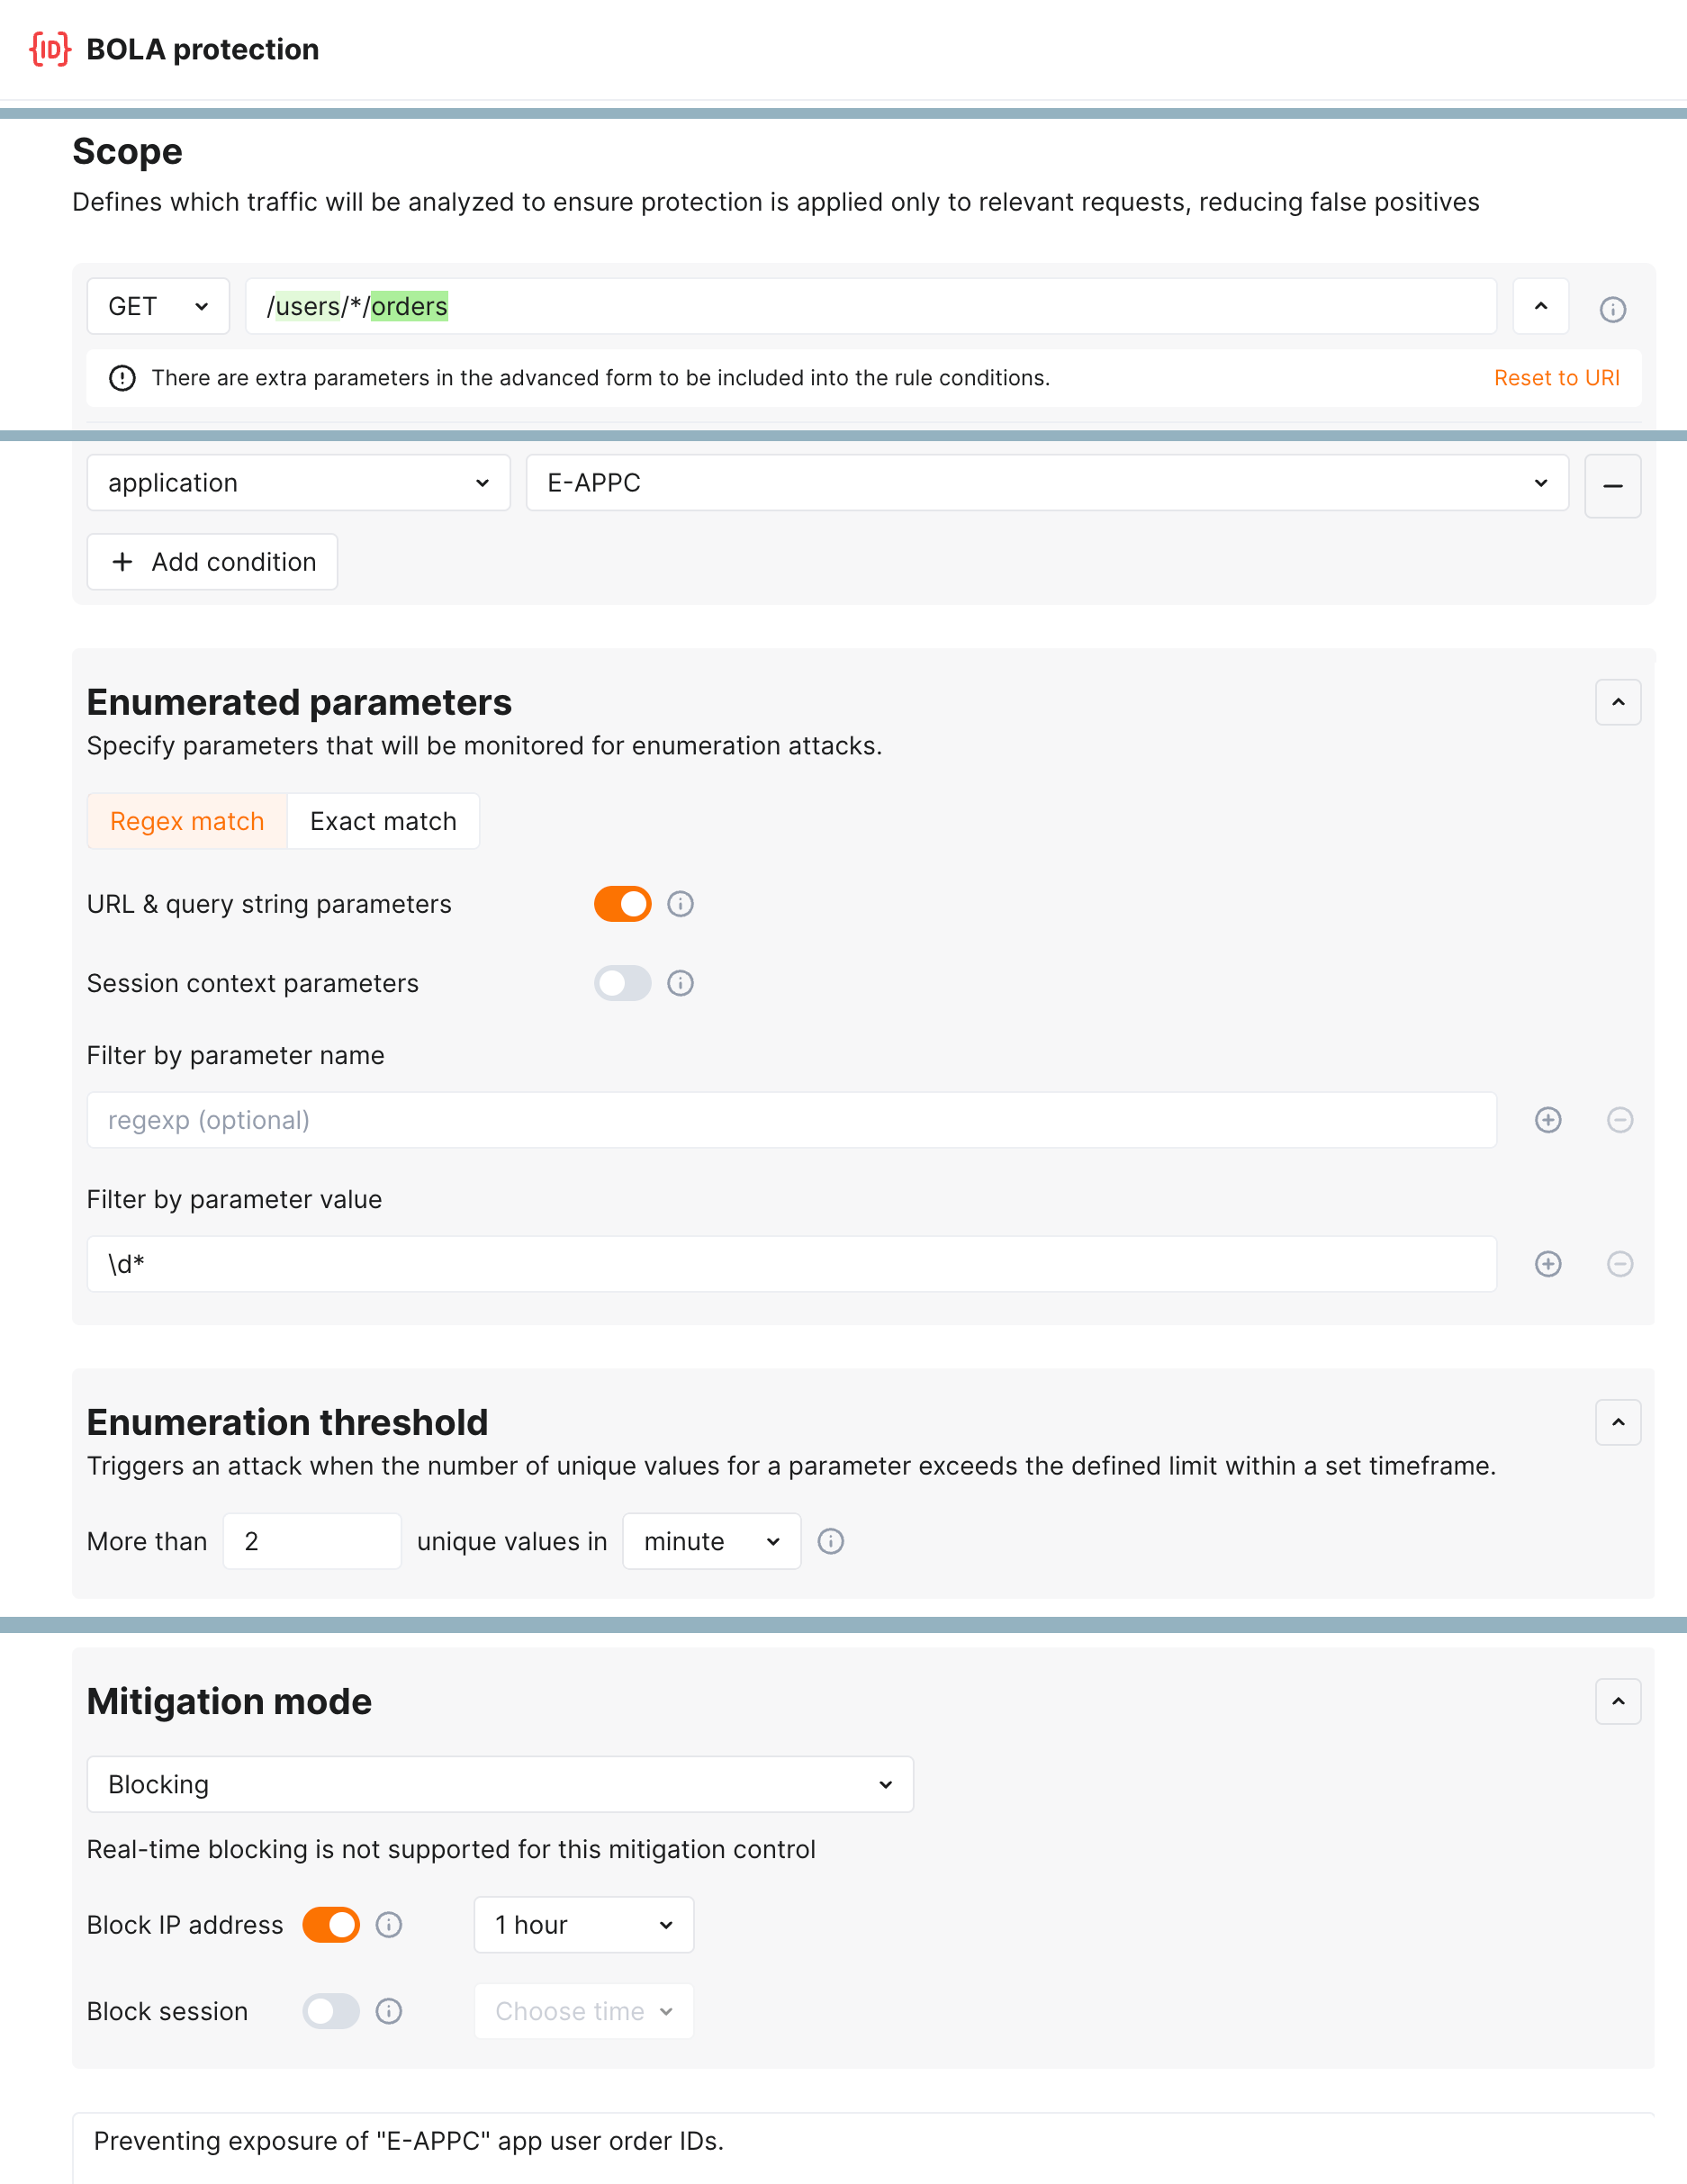 {ID} BOLA protection
Scope
Defines which traffic will be analyzed to ensure protection is applied only to relevant requests, reducing false positives
GET /users/*/orders
There are extra parameters in the advanced form to be included into the rule conditions. Reset to URI
application E-APPC
Add condition
Enumerated parameters
Specify parameters that will be monitored for enumeration attacks.
Regex match Exact match
URL & query string parameters
Session context parameters
Filter by parameter name
regexp (optional)
Filter by parameter value
\d*
Enumeration threshold
Triggers an attack when the number of unique values for a parameter exceeds the defined limit within a set timeframe.
More than 2 unique values in minute
Mitigation mode
Blocking
Real-time blocking is not supported for this mitigation control
Block IP address 1 hour
Block session Choose time
Preventing exposure of "E-APPC" app user order IDs.